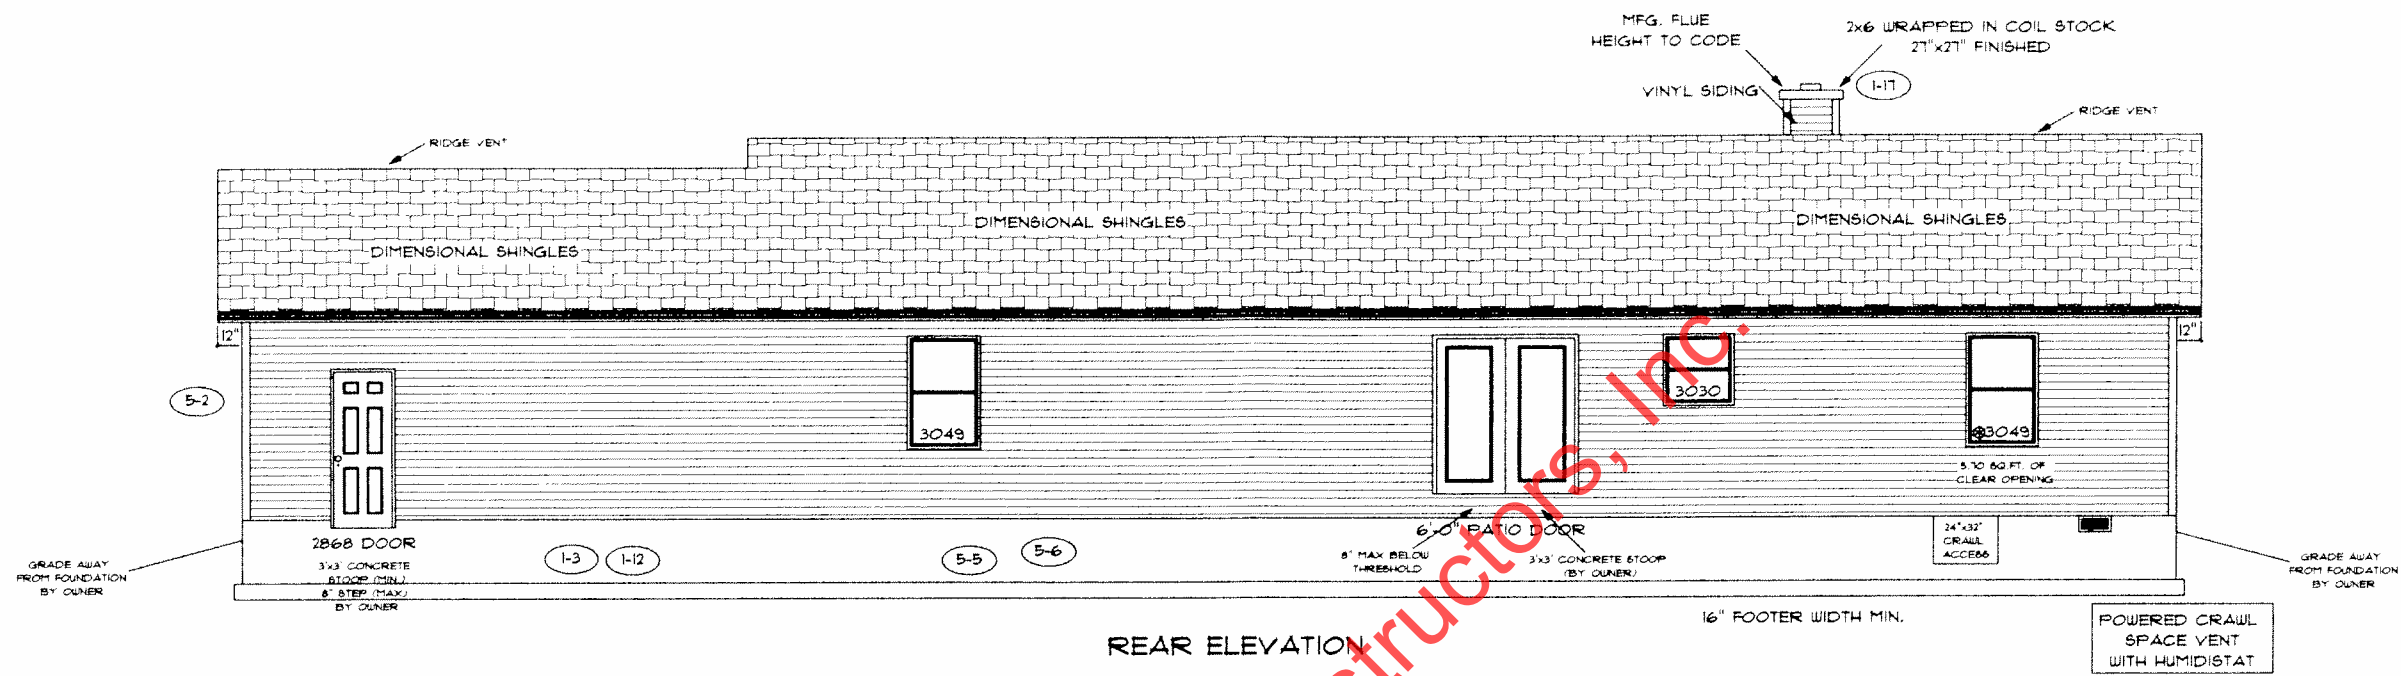 MFG. FLUE
HEIGHT TO CODE
2x6 WRAPPED IN COIL STOCK
27"x27" FINISHED
VINYL SIDING
1-17
RIDGE VENT
RIDGE VENT
DIMENSIONAL SHINGLES
DIMENSIONAL SHINGLES
DIMENSIONAL SHINGLES
12"
12"
5-2
3049
3030
3049
5.70 SQ.FT. OF
CLEAR OPENING
6'-0" PATIO DOOR
2868 DOOR
3'x3' CONCRETE
STOOP (MIN.)
8" STEP (MAX)
BY OWNER
1-3
1-12
5-5
5-6
8" MAX BELOW
THRESHOLD
3'x3' CONCRETE STOOP
(BY OWNER)
24"x32"
CRAWL
ACCESS
GRADE AWAY
FROM FOUNDATION
BY OWNER
GRADE AWAY
FROM FOUNDATION
BY OWNER
16" FOOTER WIDTH MIN.
REAR ELEVATION
POWERED CRAWL
SPACE VENT
WITH HUMIDISTAT
structors, Inc.